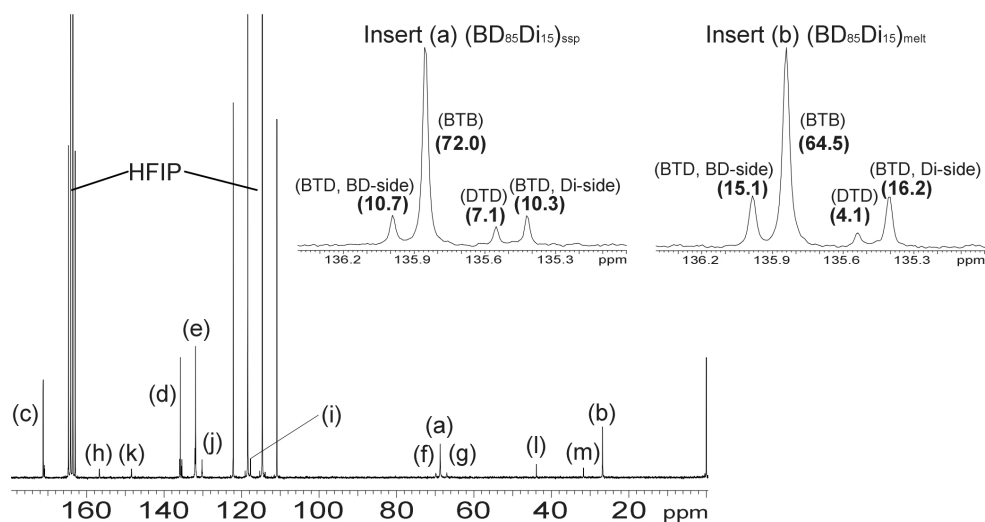 Insert (a) (BD85Di15)ssp
Insert (b) (BD85Di15)melt
(BTB)
(72.0)
(BTD, BD-side)
(10.7)
(DTD)
(7.1)
(BTD, Di-side)
(10.3)
136.2 135.9 135.6 135.3 ppm
(BTB)
(64.5)
(BTD, BD-side)
(15.1)
(DTD)
(4.1)
(BTD, Di-side)
(16.2)
136.2 135.9 135.6 135.3 ppm
HFIP
(c)
(h)
(k)
(d)
(e)
(j)
(i)
(f)
(a)
(g)
(l)
(m)
(b)
160 140 120 100 80 60 40 20 ppm